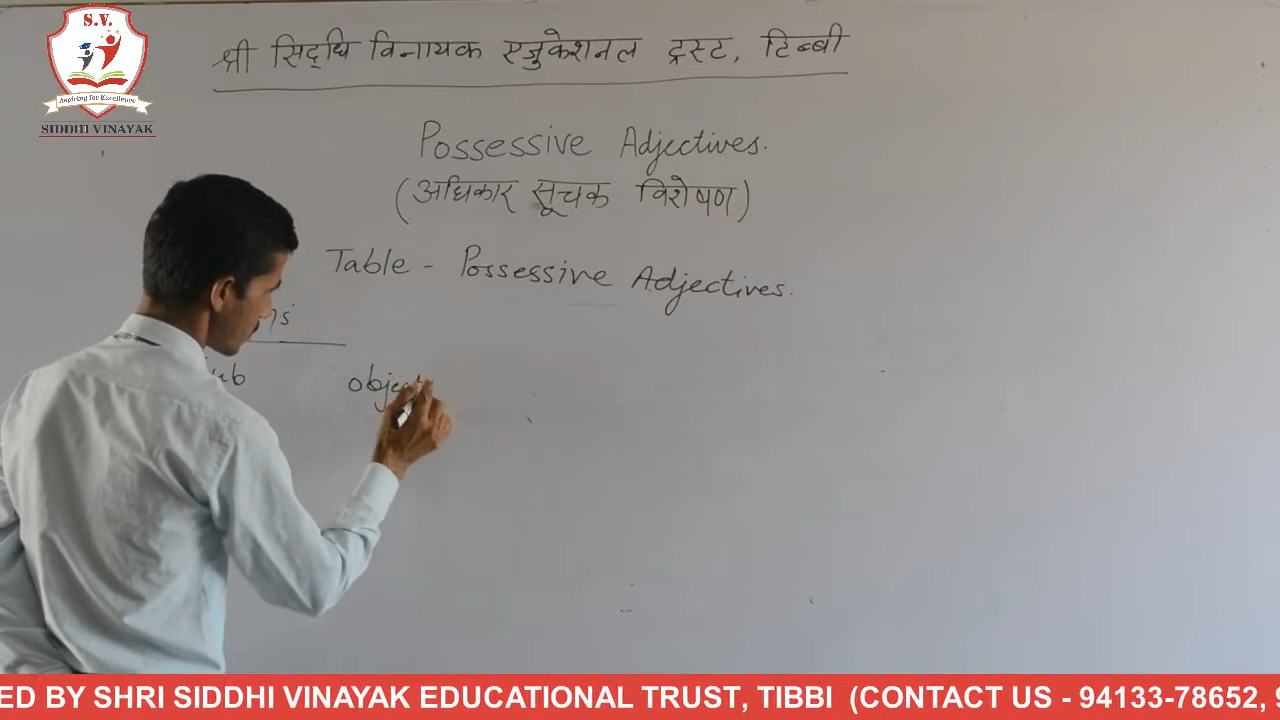 S.V.
Aspiring for Excellence
SIDDHI VINAYAK
श्री सिद्धि विनायक एजुकेशनल ट्रस्ट, टिब्बी
Possessive Adjectives.
(अधिकार सूचक विशेषण)
Table - Possessive Adjectives.
ED BY SHRI SIDDHI VINAYAK EDUCATIONAL TRUST, TIBBI (CONTACT US - 94133-78652, 9